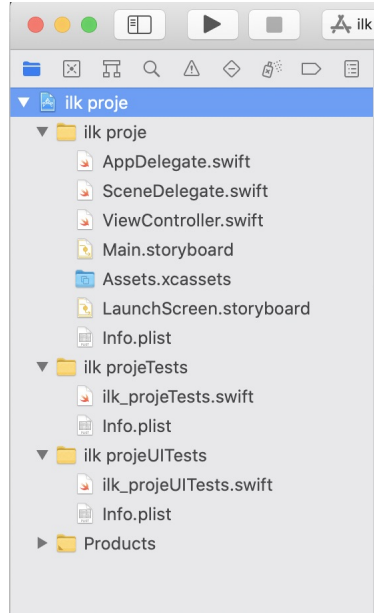 ilk
ilk proje
ilk proje
AppDelegate.swift
SceneDelegate.swift
ViewController.swift
Main.storyboard
Assets.xcassets
LaunchScreen.storyboard
Info.plist
ilk projeTests
ilk_projeTests.swift
Info.plist
ilk projeUITests
ilk_projeUITests.swift
Info.plist
Products